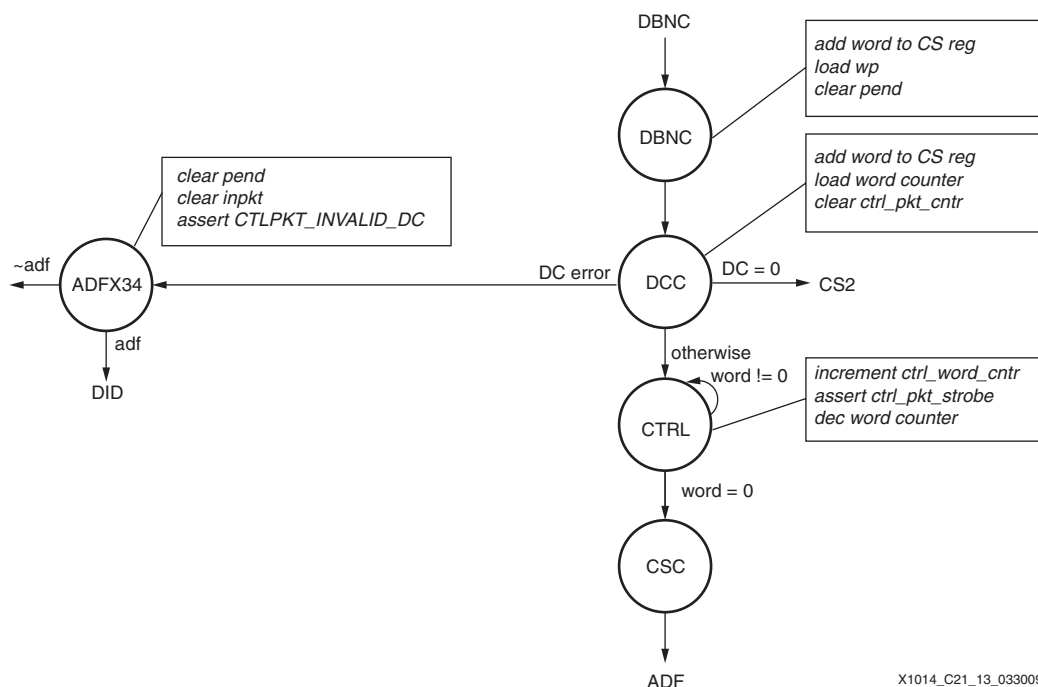 DBNC
add word to CS reg
load wp
clear pend
DBNC
add word to CS reg
load word counter
clear ctrl_pkt_cntr
clear pend
clear inpkt
assert CTLPKT_INVALID_DC
~adf
ADFX34
DC error
DCC
DC = 0
CS2
adf
DID
otherwise
word != 0
increment ctrl_word_cntr
assert ctrl_pkt_strobe
dec word counter
CTRL
word = 0
CSC
ADF
X1014_C21_13_033009